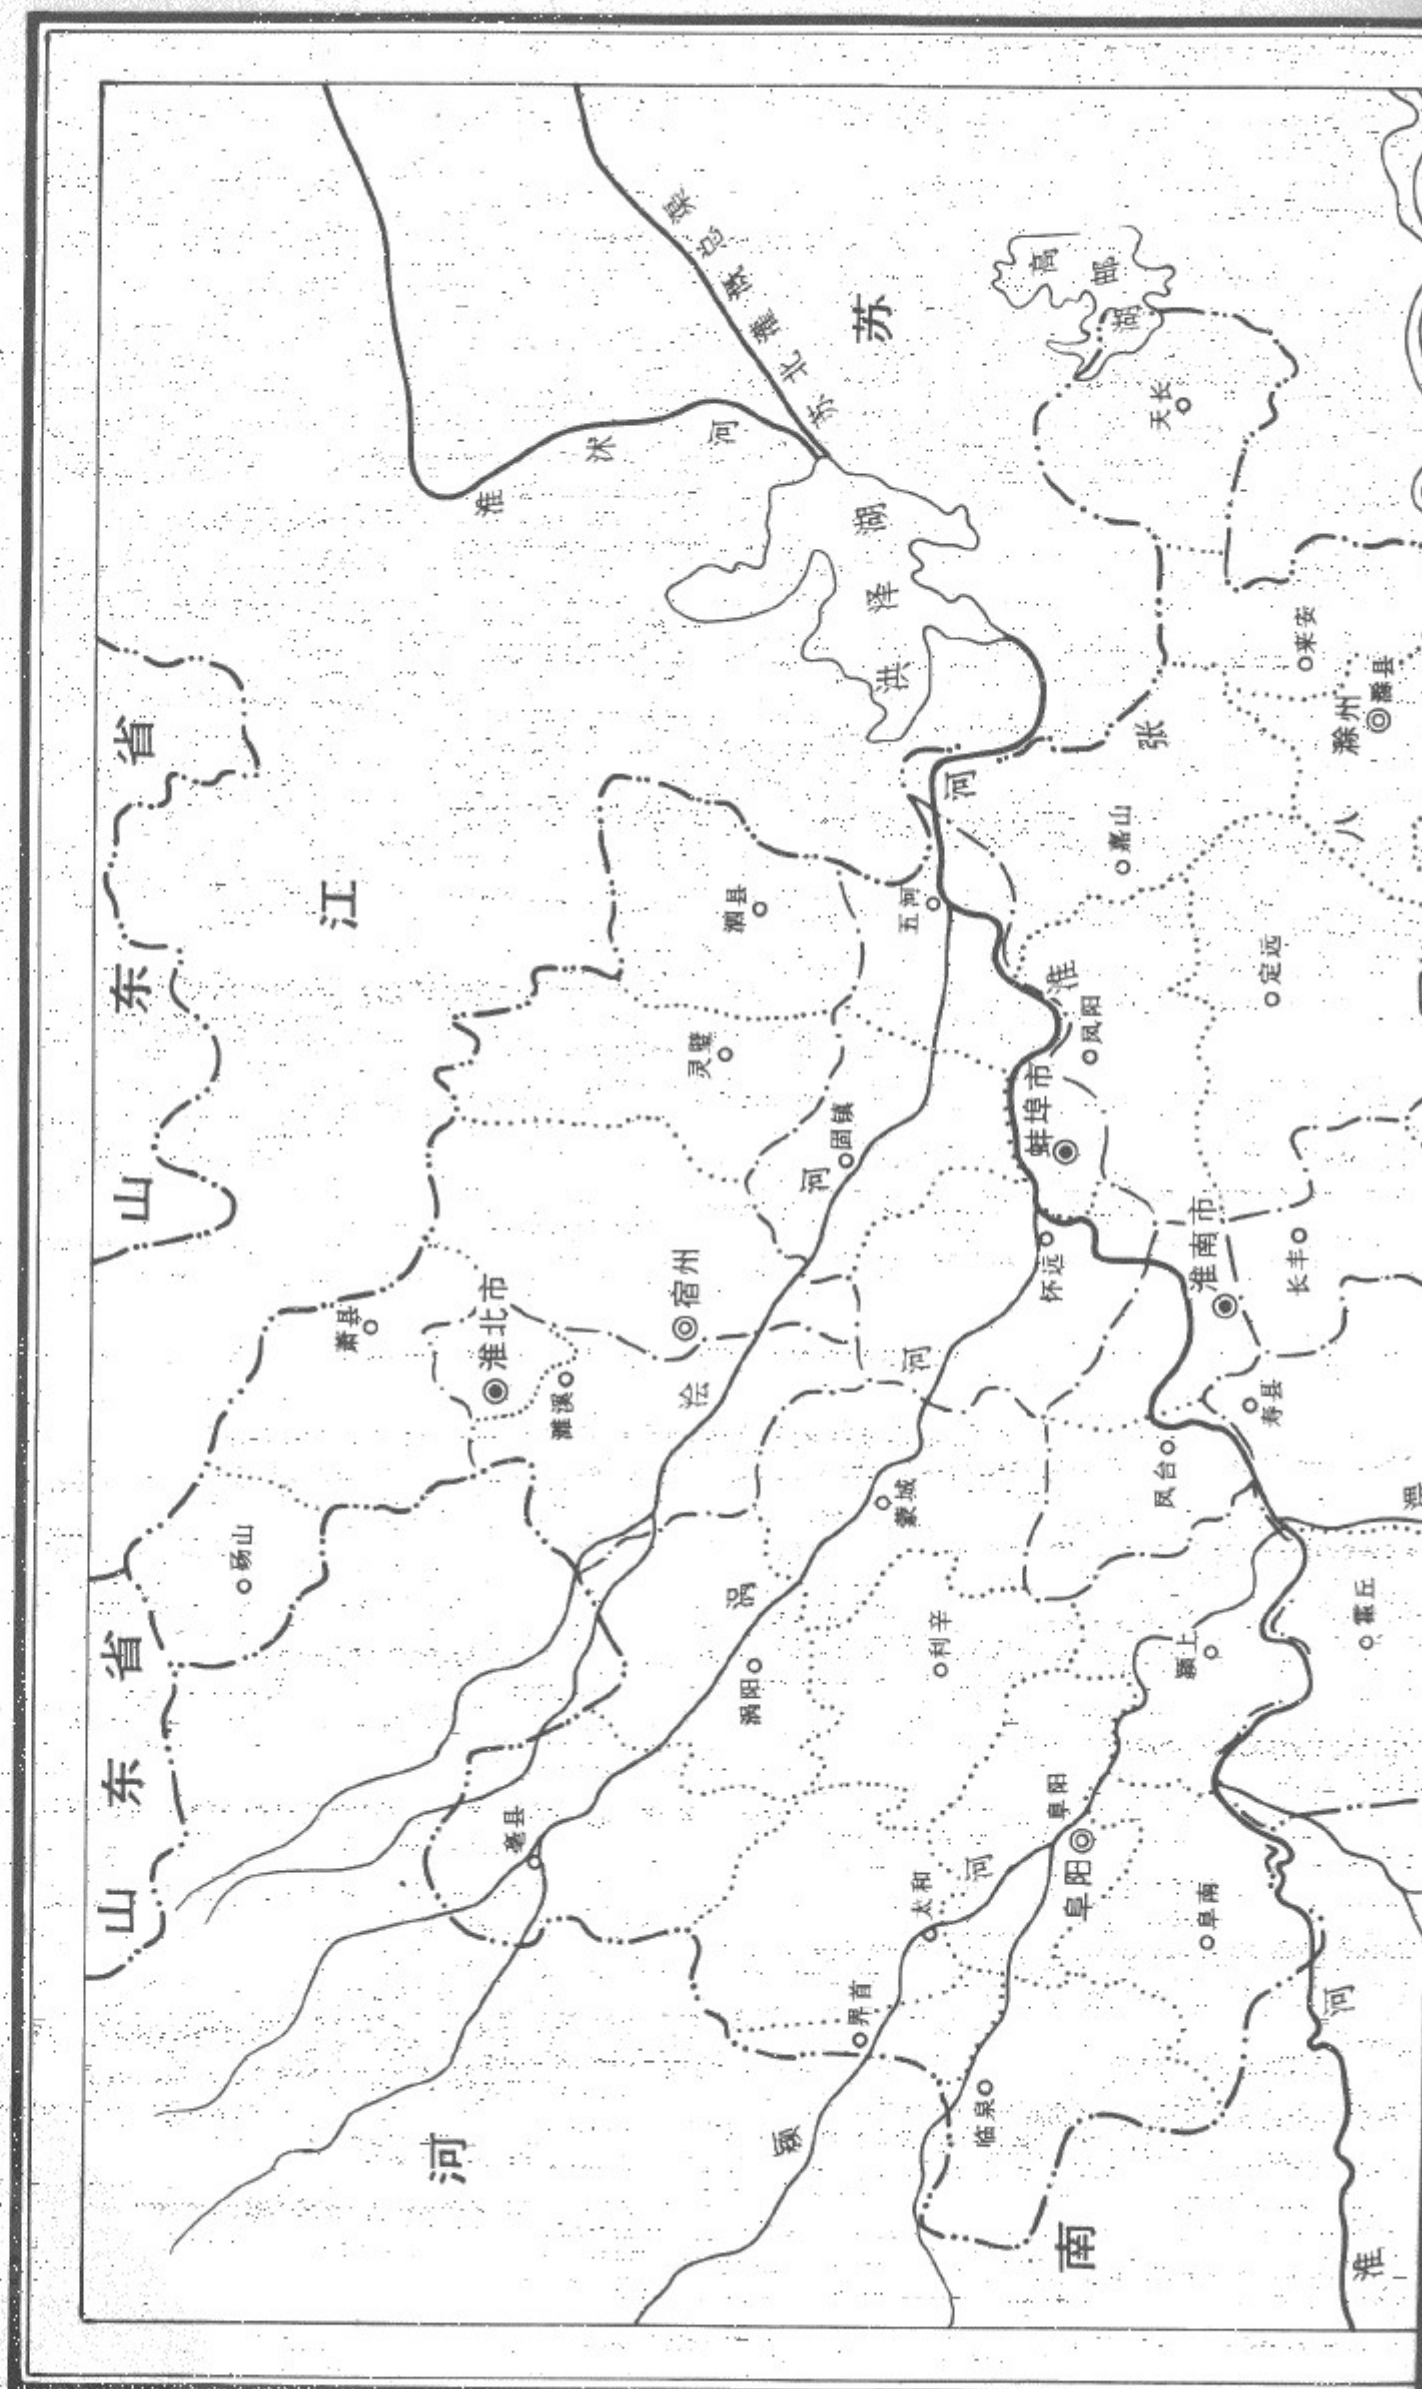 山东省
山东省
江
苏
河
南
淮沭河
苏北灌溉总渠
高邮湖
洪泽湖
淮河
淮河
浍河
涡河
颍河
张
八
砀山
萧县
淮北市
濉溪
宿州
灵璧
泗县
五河
固镇
蚌埠市
凤阳
怀远
淮南市
凤台
寿县
长丰
定远
嘉山
天长
来安
滁州
滁县
亳县
涡阳
蒙城
利辛
太和
界首
临泉
阜阳
阜阳
阜南
颍上
霍丘